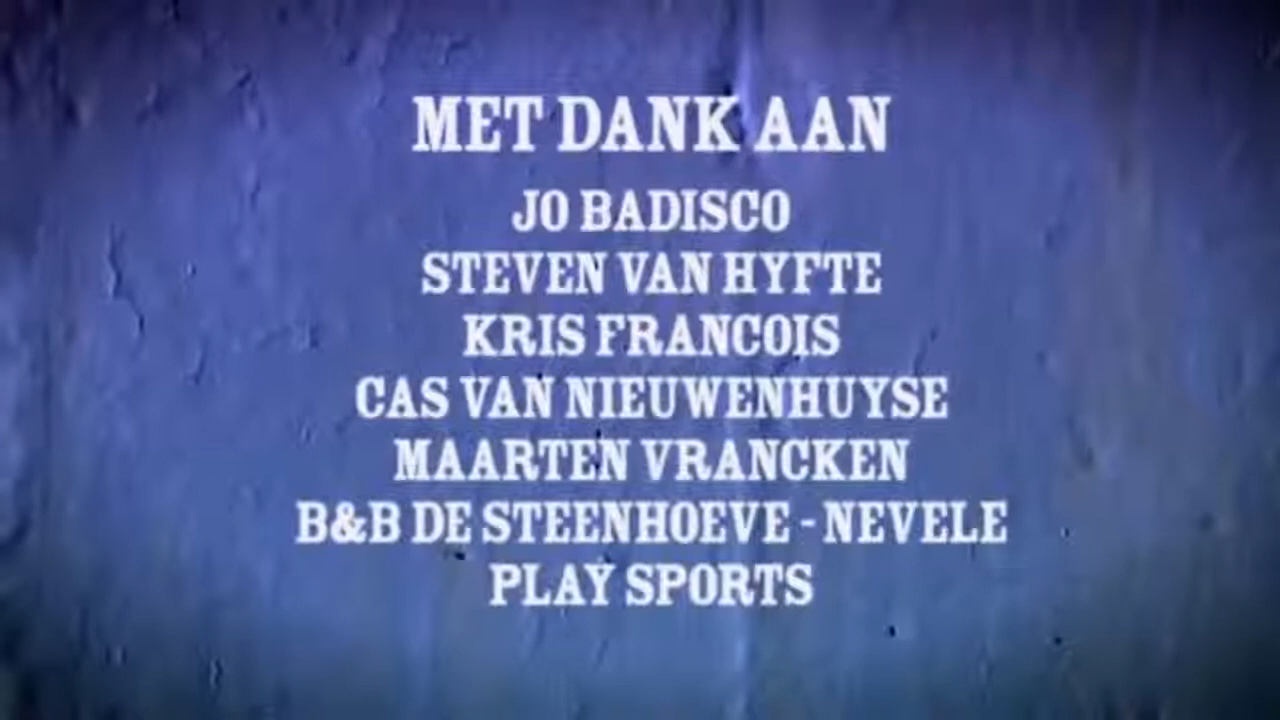 MET DANK AAN
JO BADISCO
STEVEN VAN HYFTE
KRIS FRANCOIS
CAS VAN NIEUWENHUYSE
MAARTEN VRANCKEN
B&B DE STEENHOEVE - NEVELE
PLAY SPORTS